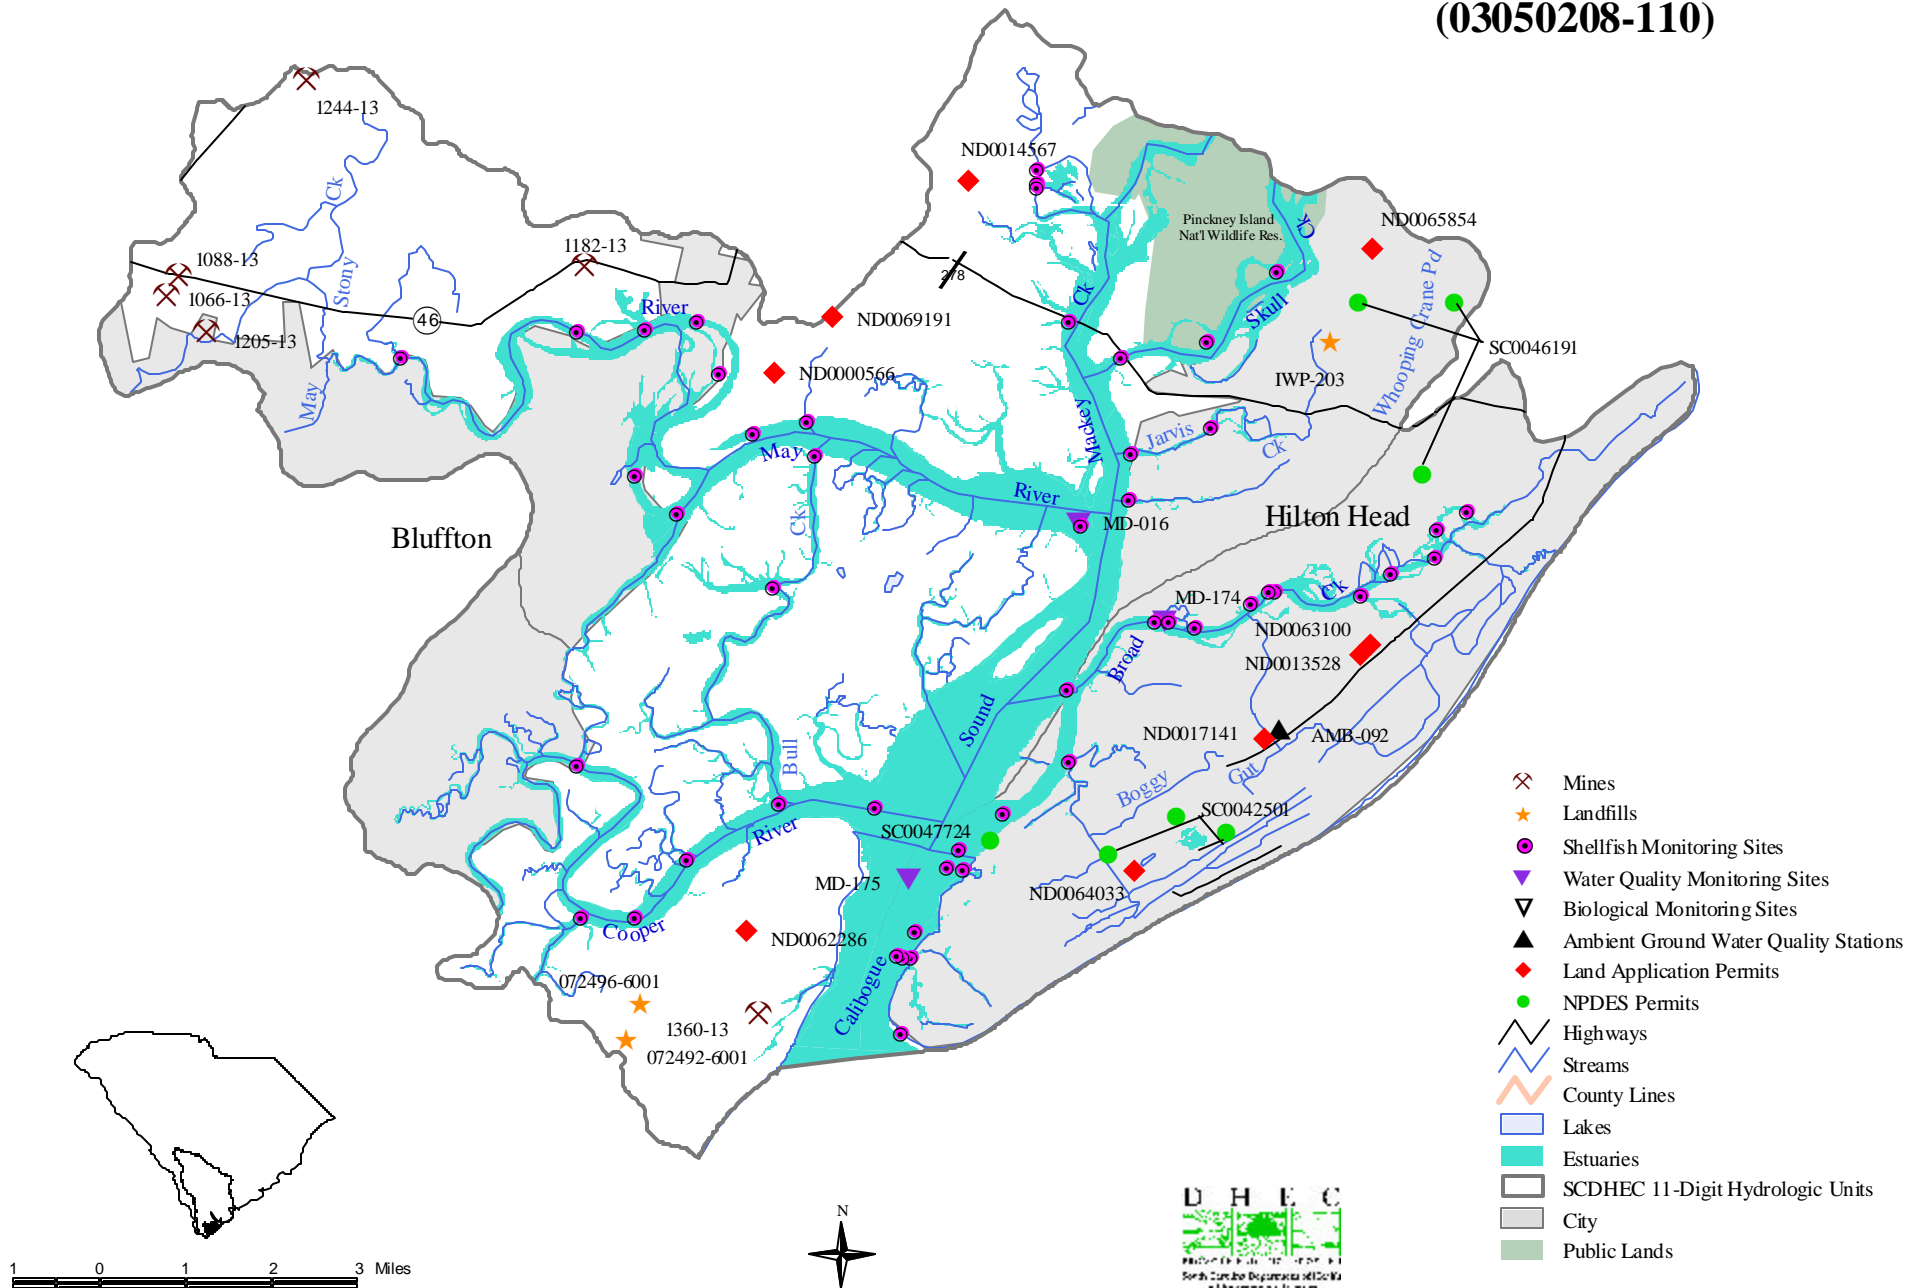 (03050208-110)
1244-13
Ck
Stony
1088-13
1066-13
1205-13
1182-13
46
May
River
ND0014567
278
Pinckney Island
Nat'l Wildlife Res.
Ck
ND0065854
Whooping Crane Pd
Ck
Skull
SC0046191
IWP-203
ND0069191
ND0000566
Mackey
Jarvis
Ck
May
River
Ck
MD-016
Bluffton
Hilton Head
MD-174
Ck
ND0063100
ND0013528
Broad
Sound
ND0017141
AMB-092
Boggy
Gut
Bull
River
SC0047724
SC0042501
MD-175
ND0064033
Cooper
ND0062286
Calibogue
072496-6001
1360-13
072492-6001
Mines
Landfills
Shellfish Monitoring Sites
Water Quality Monitoring Sites
Biological Monitoring Sites
Ambient Ground Water Quality Stations
Land Application Permits
NPDES Permits
Highways
Streams
County Lines
Lakes
Estuaries
SCDHEC 11-Digit Hydrologic Units
City
Public Lands
N
D H E C
1 0 1 2 3 Miles